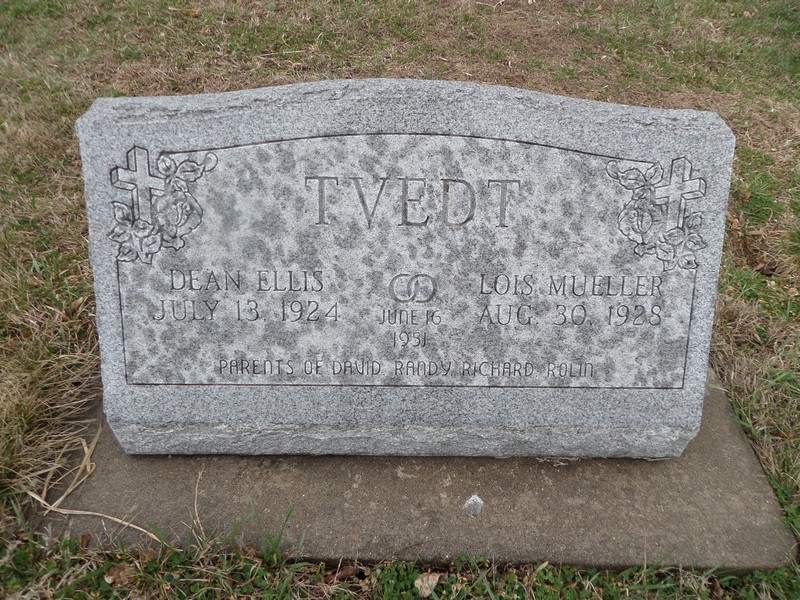 TVEDT
DEAN ELLIS
JULY 13, 1924
JUNE 16
1951
LOIS MUELLER
AUG. 30, 1928
PARENTS OF DAVID RANDY RICHARD ROLIN